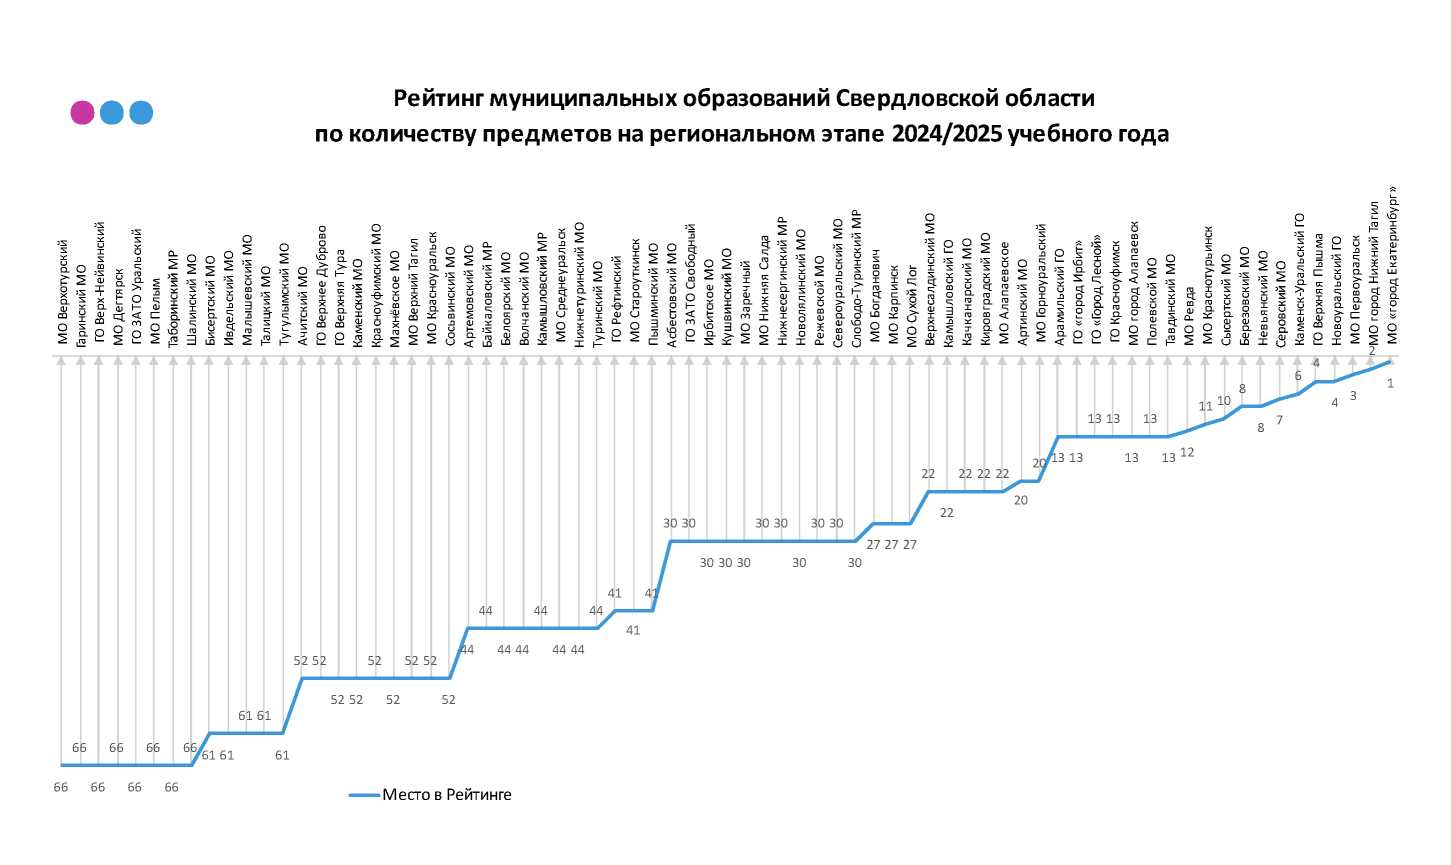 Рейтинг муниципальных образований Свердловской области
по количеству предметов на региональном этапе 2024/2025 учебного года
МО Верхотурский
Гаринский МО
ГО Верх-Нейвинский
МО Дегтярск
ГО ЗАТО Уральский
МО Пелым
Таборинский МР
Шалинский МО
Бисертский МО
Ивдельский МО
Малышевский МО
Талицкий МО
Тугулымский МО
Ачитский МО
ГО Верхнее Дуброво
ГО Верхняя Тура
Каменский МО
Красноуфимский МО
Махнёвское МО
МО Верхний Тагил
МО Красноуральск
Сосьвинский МО
Артемовский МО
Байкаловский МР
Белоярский МО
Волчанский МО
Камышловский МР
МО Среднеуральск
Нижнетуринский МО
Туринский МО
ГО Рефтинский
МО Староуткинск
Пышминский МО
Асбестовский МО
ГО ЗАТО Свободный
Ирбитское МО
Кушвинский МО
МО Заречный
МО Нижняя Салда
Нижнесергинский МР
Новолялинский МО
Режевской МО
Североуральский МО
Слободо-Туринский МР
МО Богданович
МО Карпинск
МО Сухой Лог
Верхнесалдинский МО
Камышловский ГО
Качканарский МО
Кировградский МО
МО Алапаевское
Артинский МО
МО Горноуральский
Арамильский ГО
ГО «город Ирбит»
ГО «Город Лесной»
ГО Красноуфимск
МО город Алапаевск
Полевской МО
Тавдинский МО
МО Ревда
МО Краснотурьинск
Сысертский МО
Березовский МО
Невьянский МО
Серовский МО
Каменск-Уральский ГО
ГО Верхняя Пышма
Новоуральский ГО
МО Первоуральск
МО город Нижний Тагил
МО «город Екатеринбург»
66
66
66
66
66
66
66
66
61
61
61
61
61
52
52
52
52
52
52
52
52
52
44
44
44
44
44
44
44
44
41
41
41
30
30
30
30
30
30
30
30
30
30
30
27
27
27
22
22
22
22
22
20
20
13
13
13
13
13
13
13
12
11
10
8
8
7
6
4
4
3
2
1
Место в Рейтинге